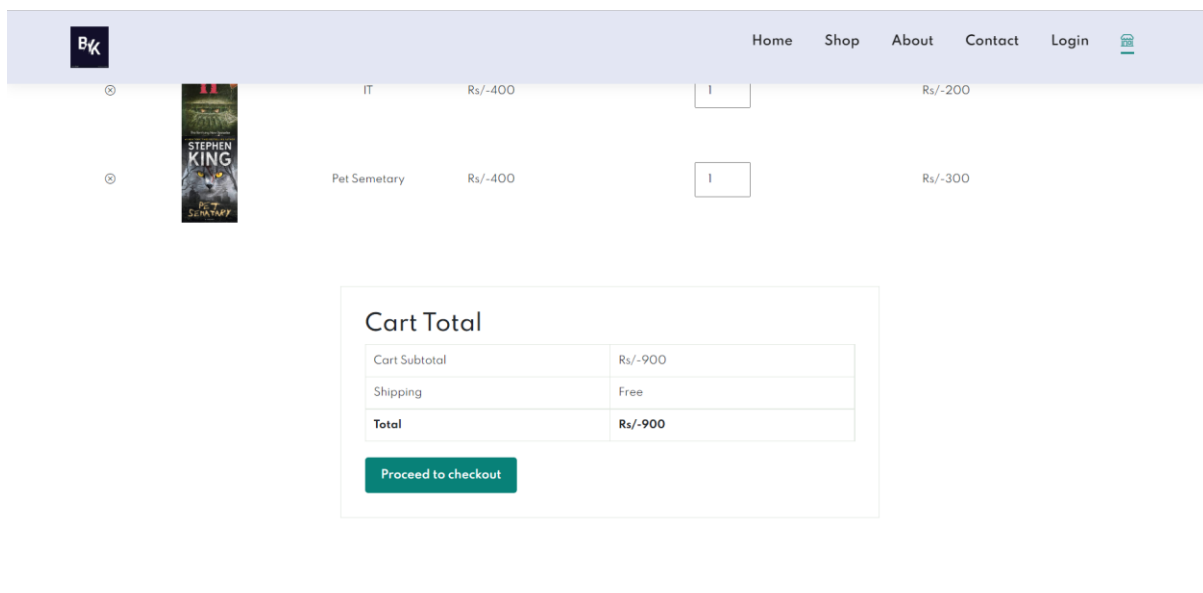 BYK
Home Shop About Contact Login
IT Rs/-400 1 Rs/-200
STEPHEN
KING
Pet Semetary Rs/-400 1 Rs/-300
PET
SEMATARY
Cart Total
Cart Subtotal Rs/-900
Shipping Free
Total Rs/-900
Proceed to checkout